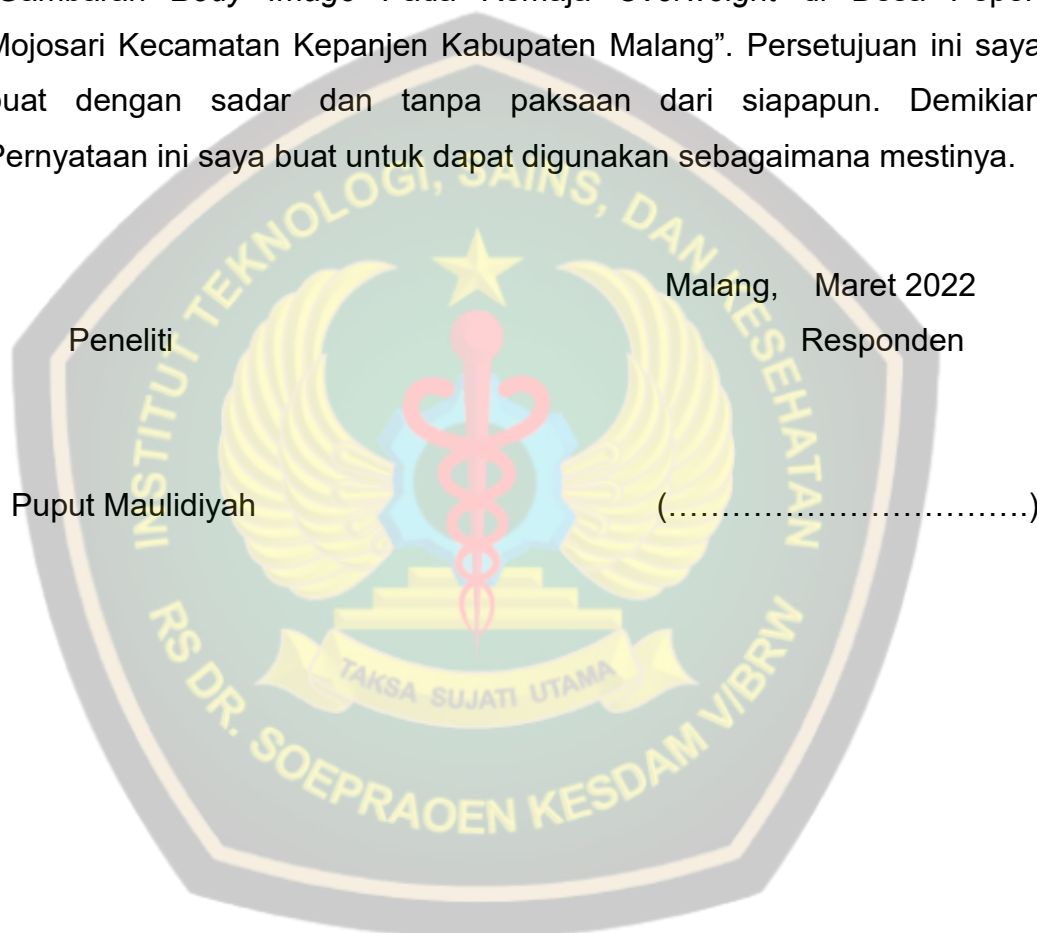 Gambaran Body Image Pada Remaja Overweight di Desa Pepen
Mojosari Kecamatan Kepanjen Kabupaten Malang”. Persetujuan ini saya
buat dengan sadar dan tanpa paksaan dari siapapun. Demikian
Pernyataan ini saya buat untuk dapat digunakan sebagaimana mestinya.
Malang, Maret 2022
Peneliti Responden
Puput Maulidiyah (……………………………)
INSTITUT TEKNOLOGI, SAINS, DAN KESEHATAN
TAKSA SUJATI UTAMA
RS DR. SOEPRAOEN KESDAM V/BRW